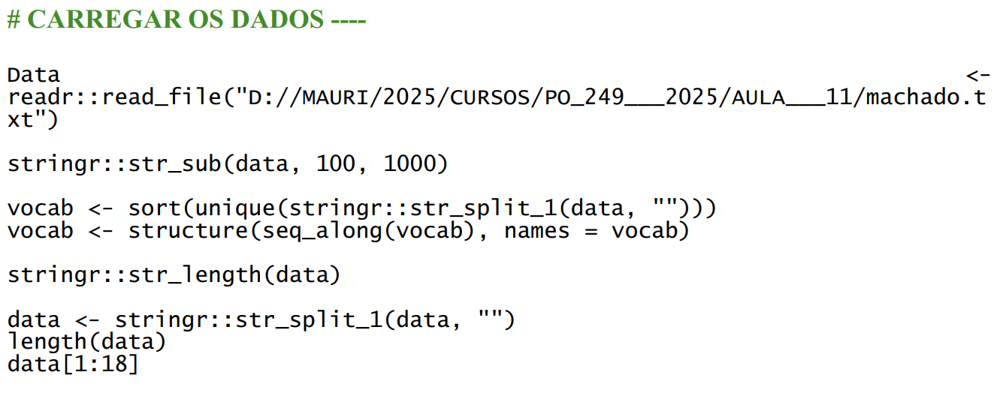 # CARREGAR OS DADOS ----
Data <-
readr::read_file("D://MAURI/2025/CURSOS/PO_249___2025/AULA___11/machado.t
xt")
stringr::str_sub(data, 100, 1000)
vocab <- sort(unique(stringr::str_split_1(data, "")))
vocab <- structure(seq_along(vocab), names = vocab)
stringr::str_length(data)
data <- stringr::str_split_1(data, "")
length(data)
data[1:18]